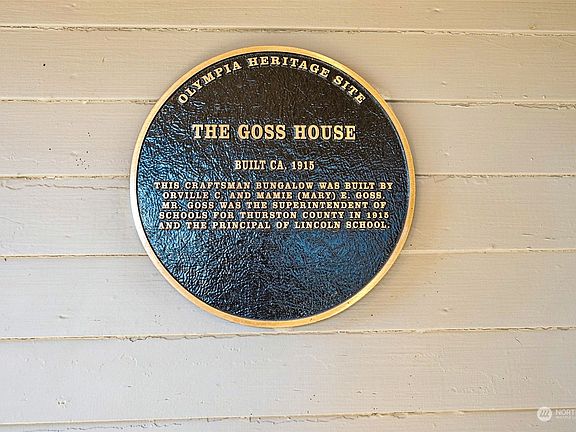 OLYMPIA HERITAGE SITE
THE GOSS HOUSE
BUILT CA. 1915
THIS CRAFTSMAN BUNGALOW WAS BUILT BY
ORVILLE C. AND MAMIE (MARY) E. GOSS.
MR. GOSS WAS THE SUPERINTENDENT OF
SCHOOLS FOR THURSTON COUNTY IN 1915
AND THE PRINCIPAL OF LINCOLN SCHOOL.